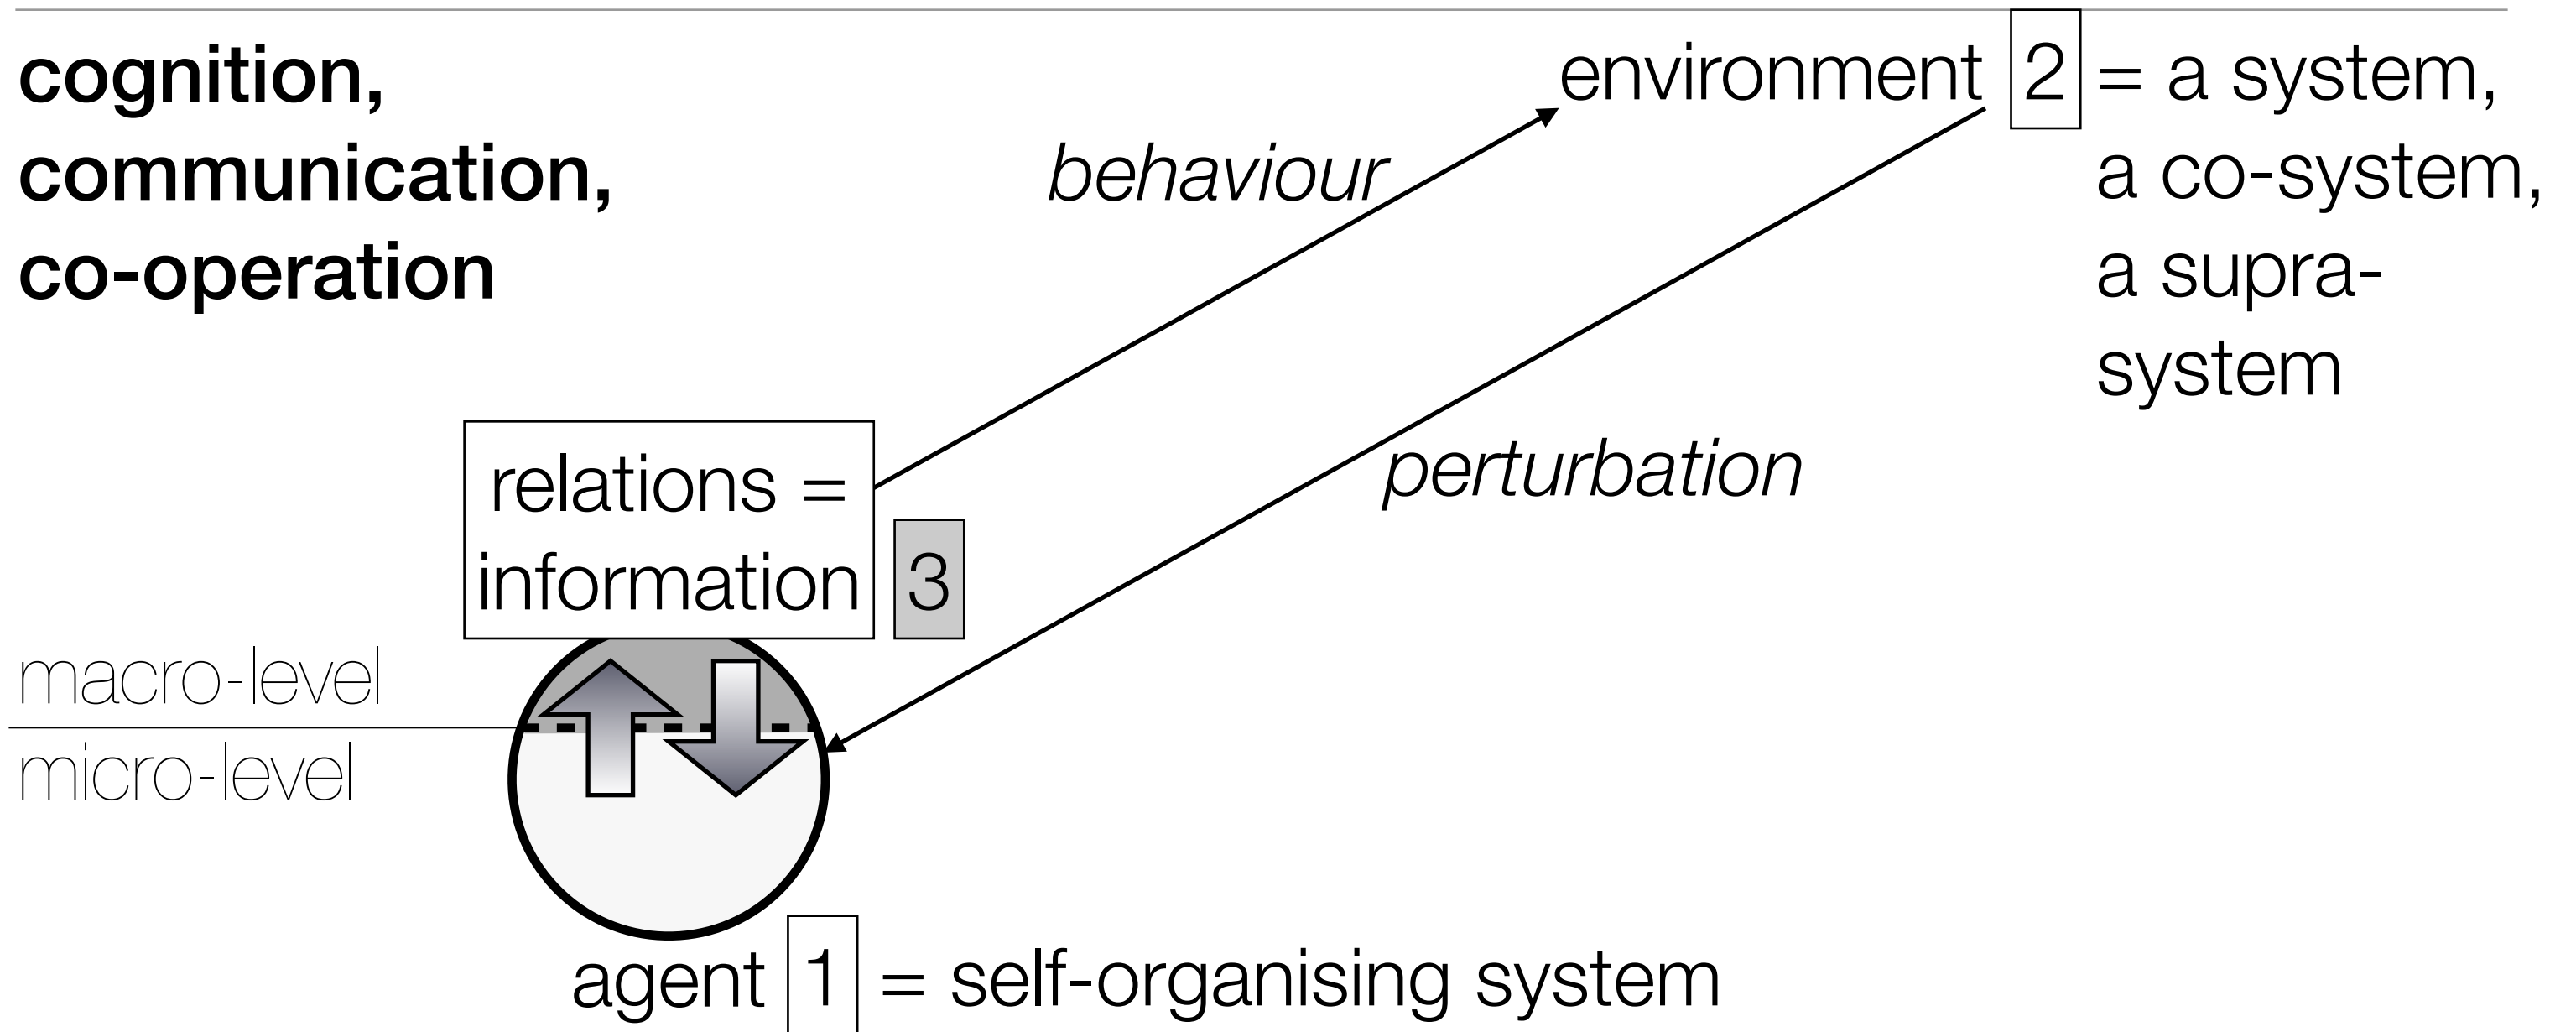 cognition,
communication,
co-operation
environment 2 = a system,
a co-system,
a supra-
system
behaviour
perturbation
relations =
information 3
macro-level
micro-level
agent 1 = self-organising system